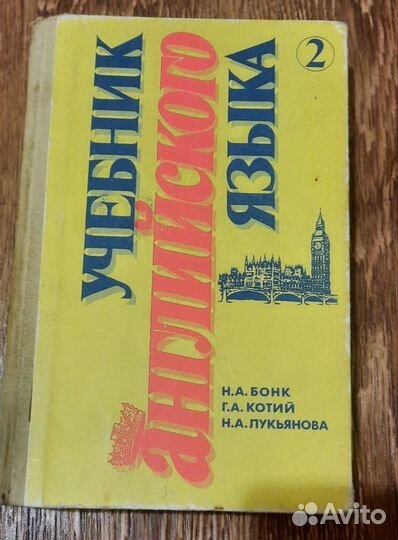 УЧЕБНИК
английского
ЯЗЫКА
2
Н.А. БОНК
Г.А. КОТИЙ
Н.А. ЛУКЬЯНОВА
Avito